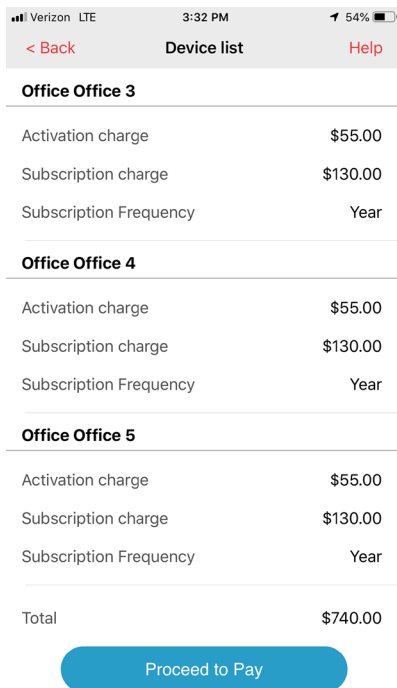 Verizon LTE 3:32 PM 54%
< Back Device list Help
Office Office 3
Activation charge $55.00
Subscription charge $130.00
Subscription Frequency Year
Office Office 4
Activation charge $55.00
Subscription charge $130.00
Subscription Frequency Year
Office Office 5
Activation charge $55.00
Subscription charge $130.00
Subscription Frequency Year
Total $740.00
Proceed to Pay